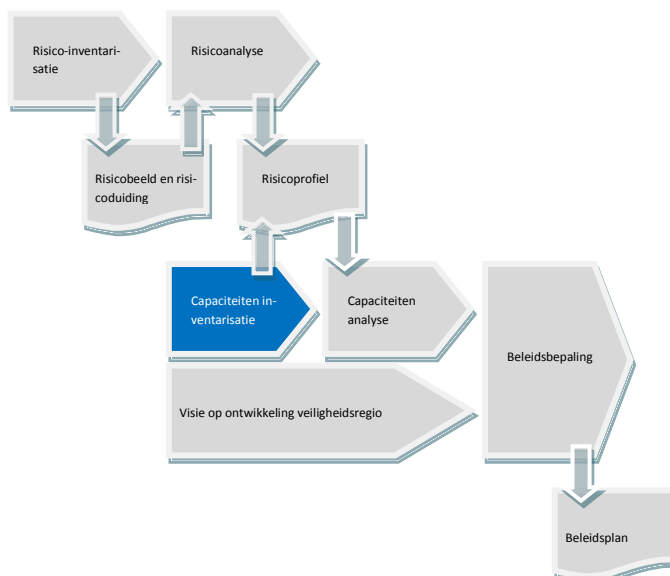 Risico-inventari-
satie
Risicoanalyse
Risicobeeld en risi-
coduiding
Risicoprofiel
Capaciteiten in-
ventarisatie
Capaciteiten
analyse
Beleidsbepaling
Visie op ontwikkeling veiligheidsregio
Beleidsplan